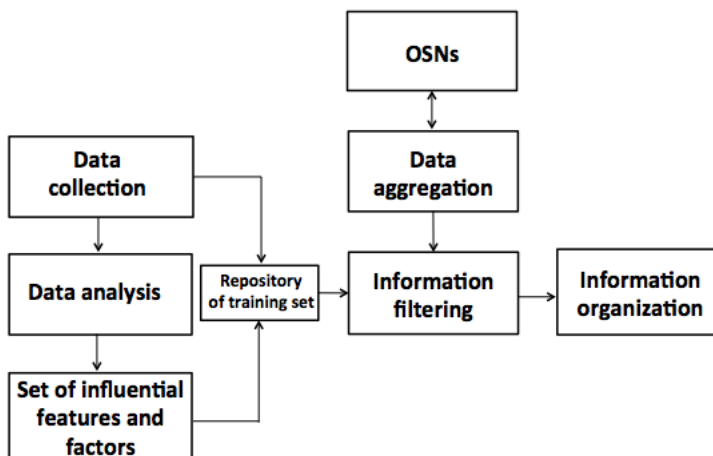 OSNs
Data
collection
Data
aggregation
Data analysis
Repository
of training set
Information
filtering
Information
organization
Set of influential
features and
factors